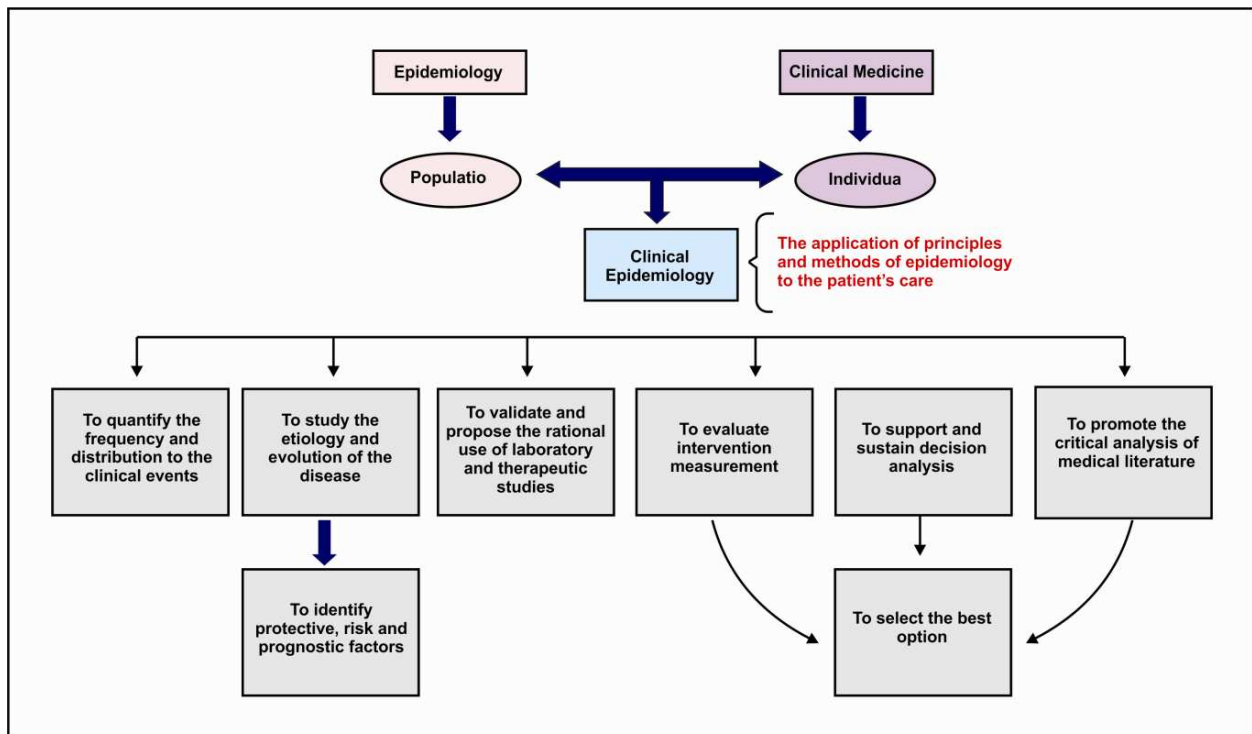 Epidemiology
Clinical Medicine
Populatio
Individua
Clinical
Epidemiology
The application of principles
and methods of epidemiology
to the patient’s care
To quantify the
frequency and
distribution to the
clinical events
To study the
etiology and
evolution of the
disease
To validate and
propose the rational
use of laboratory
and therapeutic
studies
To evaluate
intervention
measurement
To support and
sustain decision
analysis
To promote the
critical analysis of
medical literature
To identify
protective, risk and
prognostic factors
To select the best
option